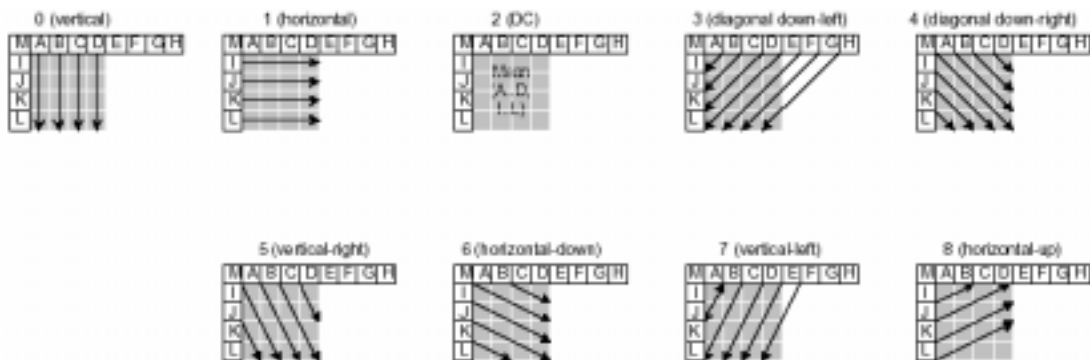 0 (vertical) 1 (horizontal) 2 (DC) 3 (diagonal down-left) 4 (diagonal down-right)
M A B C D E F G H M A B C D E F G H M A B C D E F G H M A B C D E F G H M A B C D E F G H
I I I I I
J J Mean J J
K K (A..D, K K K
L L I..L) L L L
5 (vertical-right) 6 (horizontal-down) 7 (vertical-left) 8 (horizontal-up)
M A B C D E F G H M A B C D E F G H M A B C D E F G H M A B C D E F G H
I I I I
J J J J
K K K K
L L L L